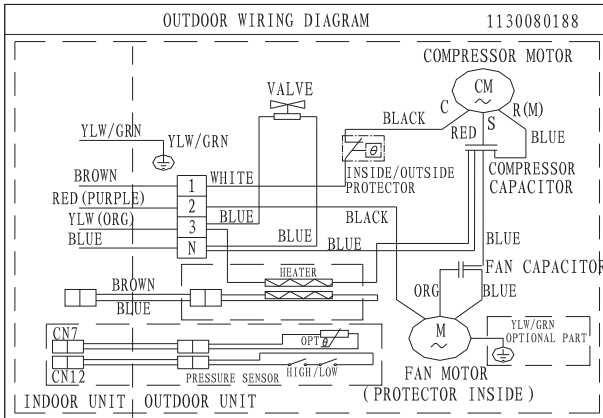 OUTDOOR WIRING DIAGRAM 1130080188
COMPRESSOR MOTOR
VALVE
CM
~
C
S
R(M)
BLACK
RED
BLUE
YLW/GRN
YLW/GRN
θ
INSIDE/OUTSIDE
PROTECTOR
COMPRESSOR
CAPACITOR
BROWN
1
WHITE
RED(PURPLE)
2
YLW(ORG)
3
BLUE
BLACK
BLUE
N
BLUE
BLUE
BLUE
HEATER
FAN CAPACITOR
BROWN
BLUE
ORG
BLUE
M
~
YLW/GRN
OPTIONAL PART
CN7
OPT
θ
CN12
PRESSURE SENSOR
HIGH/LOW
FAN MOTOR
(PROTECTOR INSIDE)
INDOOR UNIT
OUTDOOR UNIT